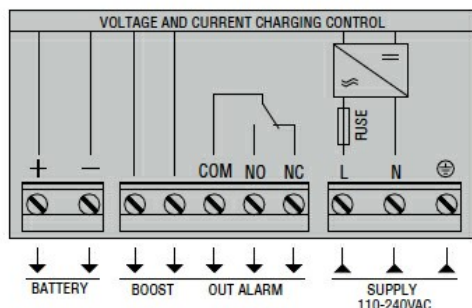 VOLTAGE AND CURRENT CHARGING CONTROL
FUSE
+ − COM NO NC L N
BATTERY BOOST OUT ALARM SUPPLY
110-240VAC